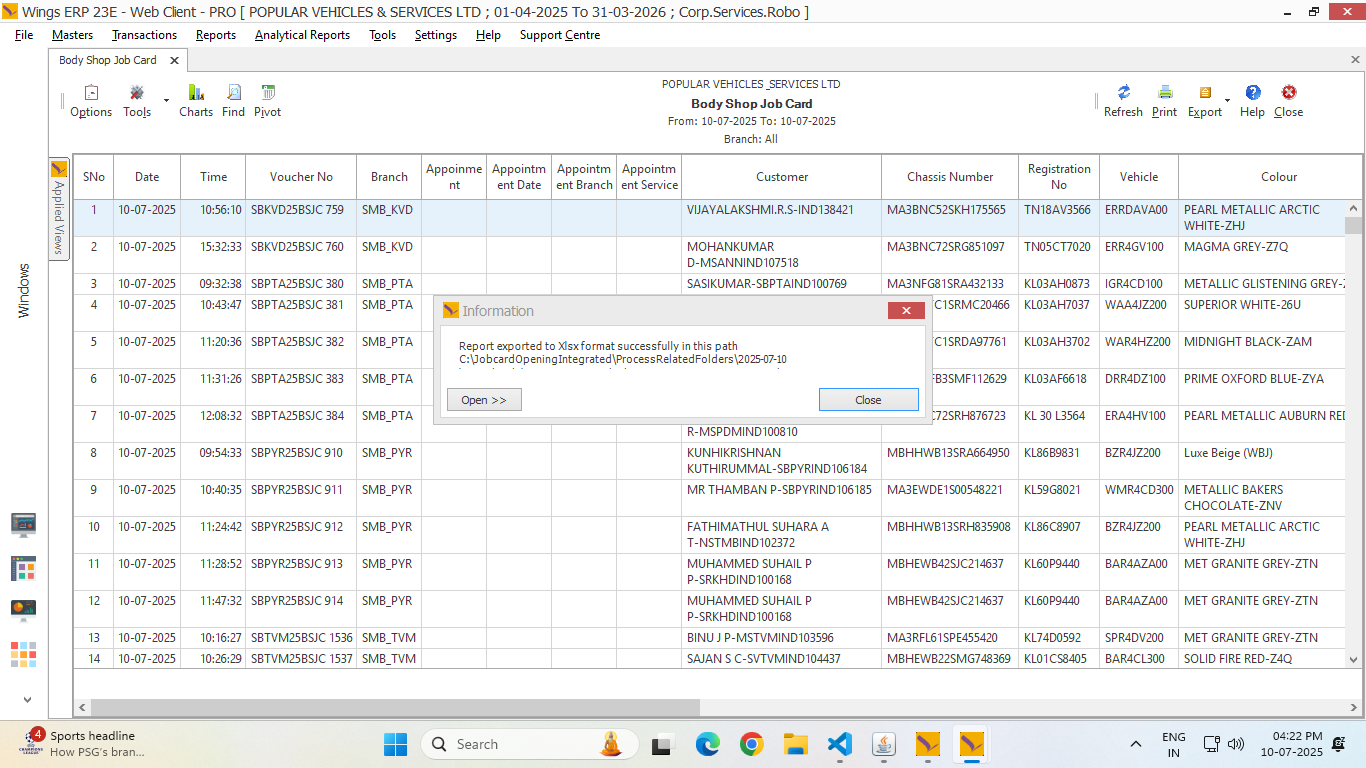 Wings ERP 23E - Web Client - PRO [ POPULAR VEHICLES & SERVICES LTD ; 01-04-2025 To 31-03-2026 ; Corp.Services.Robo ]
File Masters Transactions Reports Analytical Reports Tools Settings Help Support Centre
Body Shop Job Card
Options Tools Charts Find Pivot
POPULAR VEHICLES_SERVICES LTD
Body Shop Job Card
From: 10-07-2025 To: 10-07-2025
Branch: All
Refresh Print Export Help Close
Windows
Applied Views
SNo Date Time Voucher No Branch Appoinment Appointment Date Appointment Branch Appointment Service Customer Chassis Number Registration No Vehicle Colour
1 10-07-2025 10:56:10 SBKVD25BSJC 759 SMB_KVD VIJAYALAKSHMI.R.S-IND138421 MA3BNC52SKH175565 TN18AV3566 ERRDAVA00 PEARL METALLIC ARCTIC
WHITE-ZHJ
2 10-07-2025 15:32:33 SBKVD25BSJC 760 SMB_KVD MOHANKUMAR MA3BNC72SRG851097 TN05CT7020 ERR4GV100 MAGMA GREY-Z7Q
D-MSANNIND107518
3 10-07-2025 09:32:38 SBPTA25BSJC 380 SMB_PTA SASIKUMAR-SBPTAIND100769 MA3NFG81SRA432133 KL03AH0873 IGR4CD100 METALLIC GLISTENING GREY-
4 10-07-2025 10:43:47 SBPTA25BSJC 381 SMB_PTA C1SRMC20466 KL03AH7037 WAA4JZ200 SUPERIOR WHITE-26U
5 10-07-2025 11:20:36 SBPTA25BSJC 382 SMB_PTA C1SRDA97761 KL03AH3702 WAR4HZ200 MIDNIGHT BLACK-ZAM
6 10-07-2025 11:31:26 SBPTA25BSJC 383 SMB_PTA FB3SMF112629 KL03AF6618 DRR4DZ100 PRIME OXFORD BLUE-ZYA
7 10-07-2025 12:08:32 SBPTA25BSJC 384 SMB_PTA C72SRH876723 KL 30 L3564 ERA4HV100 PEARL METALLIC AUBURN RED
R-MSPDMIND100810
8 10-07-2025 09:54:33 SBPYR25BSJC 910 SMB_PYR KUNHIKRISHNAN MBHHWB13SRA664950 KL86B9831 BZR4JZ200 Luxe Beige (WBJ)
KUTHIRUMMAL-SBPYRIND106184
9 10-07-2025 10:40:35 SBPYR25BSJC 911 SMB_PYR MR THAMBAN P-SBPYRIND106185 MA3EWDE1S00548221 KL59G8021 WMR4CD300 METALLIC BAKERS
CHOCOLATE-ZNV
10 10-07-2025 11:24:42 SBPYR25BSJC 912 SMB_PYR FATHIMATHUL SUHARA A MBHHWB13SRH835908 KL86C8907 BZR4JZ200 PEARL METALLIC ARCTIC
T-NSTMBIND102372 WHITE-ZHJ
11 10-07-2025 11:28:52 SBPYR25BSJC 913 SMB_PYR MUHAMMED SUHAIL P MBHEWB42SJC214637 KL60P9440 BAR4AZA00 MET GRANITE GREY-ZTN
P-SRKHDIND100168
12 10-07-2025 11:47:32 SBPYR25BSJC 914 SMB_PYR MUHAMMED SUHAIL P MBHEWB42SJC214637 KL60P9440 BAR4AZA00 MET GRANITE GREY-ZTN
P-SRKHDIND100168
13 10-07-2025 10:16:27 SBTVM25BSJC 1536 SMB_TVM BINU J P-MSTVMIND103596 MA3RFL61SPE455420 KL74D0592 SPR4DV200 MET GRANITE GREY-ZTN
14 10-07-2025 10:26:29 SBTVM25BSJC 1537 SMB_TVM SAJAN S C-SVTVMIND104437 MBHEWB22SMG748369 KL01CS8405 BAR4CL300 SOLID FIRE RED-Z4Q
Information
Report exported to Xlsx format successfully in this path
C:\JobcardOpeningIntegrated\ProcessRelatedFolders\2025-07-10
Open >> Close
4
Sports headline
How PSG's bran...
Search
ENG
IN
04:22 PM
10-07-2025